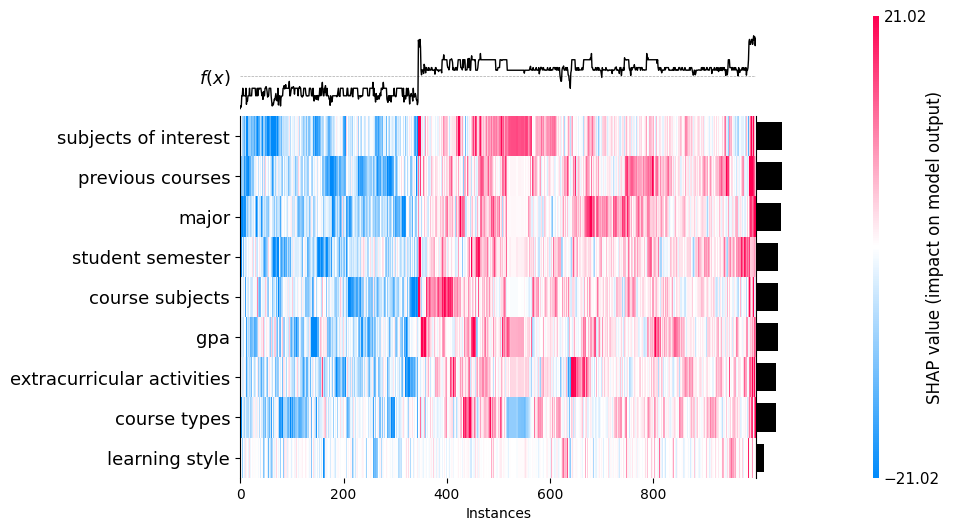 21.02
f(x)
subjects of interest
previous courses
major
student semester
course subjects
gpa
extracurricular activities
course types
learning style
0
200
400
600
800
Instances
SHAP value (impact on model output)
−21.02